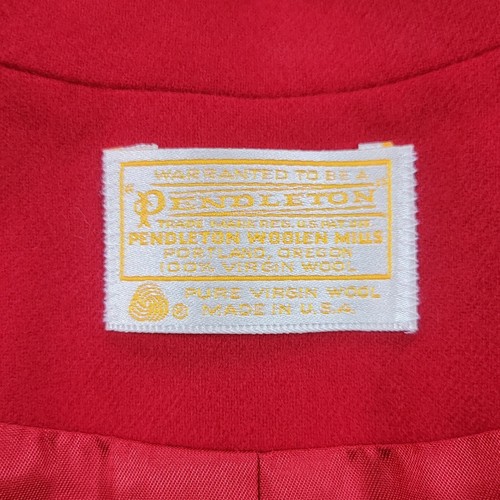 WARRANTED TO BE A
"PENDLETON"
TRADE MARK REG. U.S. PAT. OFF.
PENDLETON WOOLEN MILLS
PORTLAND, OREGON
100% VIRGIN WOOL
® PURE VIRGIN WOOL
MADE IN U.S.A.